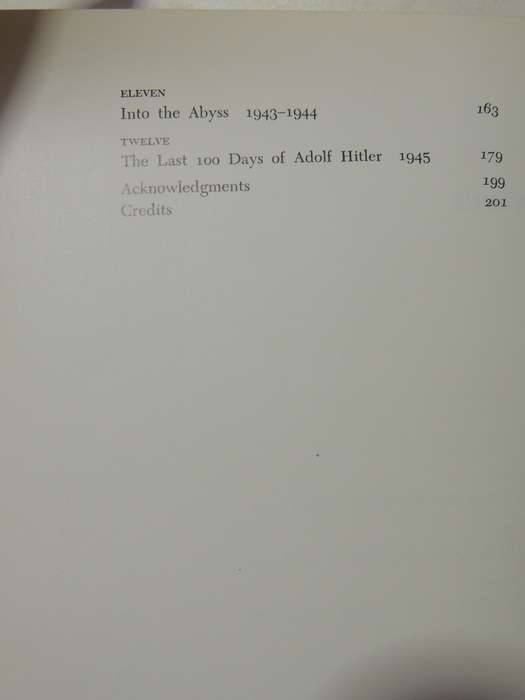 ELEVEN
Into the Abyss 1943–1944 163
TWELVE
The Last 100 Days of Adolf Hitler 1945 179
Acknowledgments 199
Credits 201